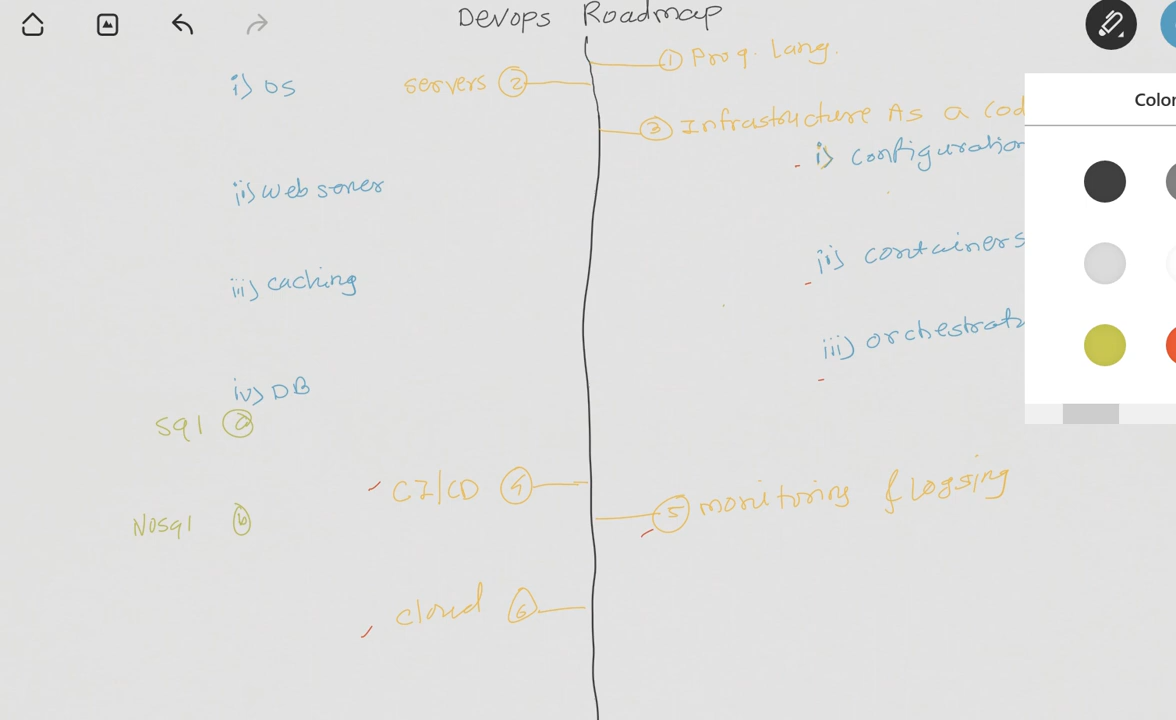 Devops Roadmap
① Prog. Lang.
servers ②
i) OS
③ Infrastructure As a Cod
i) configuration
ii) web server
ii) containers
iii) caching
iii) orchestrat
iv) DB
Sql ⓐ
CI/CD ④
⑤ monitoring & Logging
Nosql ⓑ
cloud ⑥
Color